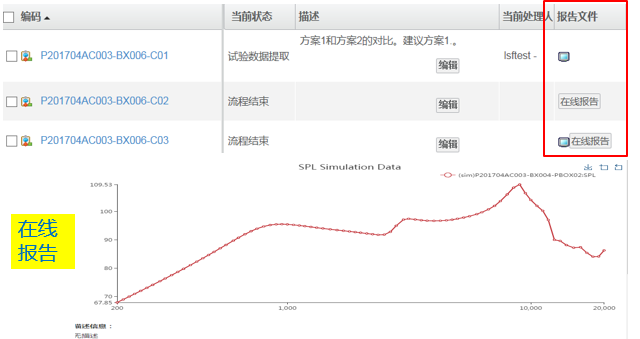 编码 当前状态 描述 当前处理人 报告文件
方案1和方案2的对比。建议方案1.。
P201704AC003-BX006-C01 试验数据提取 编辑 lsftest -
P201704AC003-BX006-C02 流程结束 编辑 在线报告
P201704AC003-BX006-C03 流程结束 编辑 在线报告
SPL Simulation Data
(sim)P201704AC003-BX004-PBOX02:SPL
109.53
100
90
80
70
67.85
200 1,000 10,000 20,000
在线
报告
描述信息：
无描述